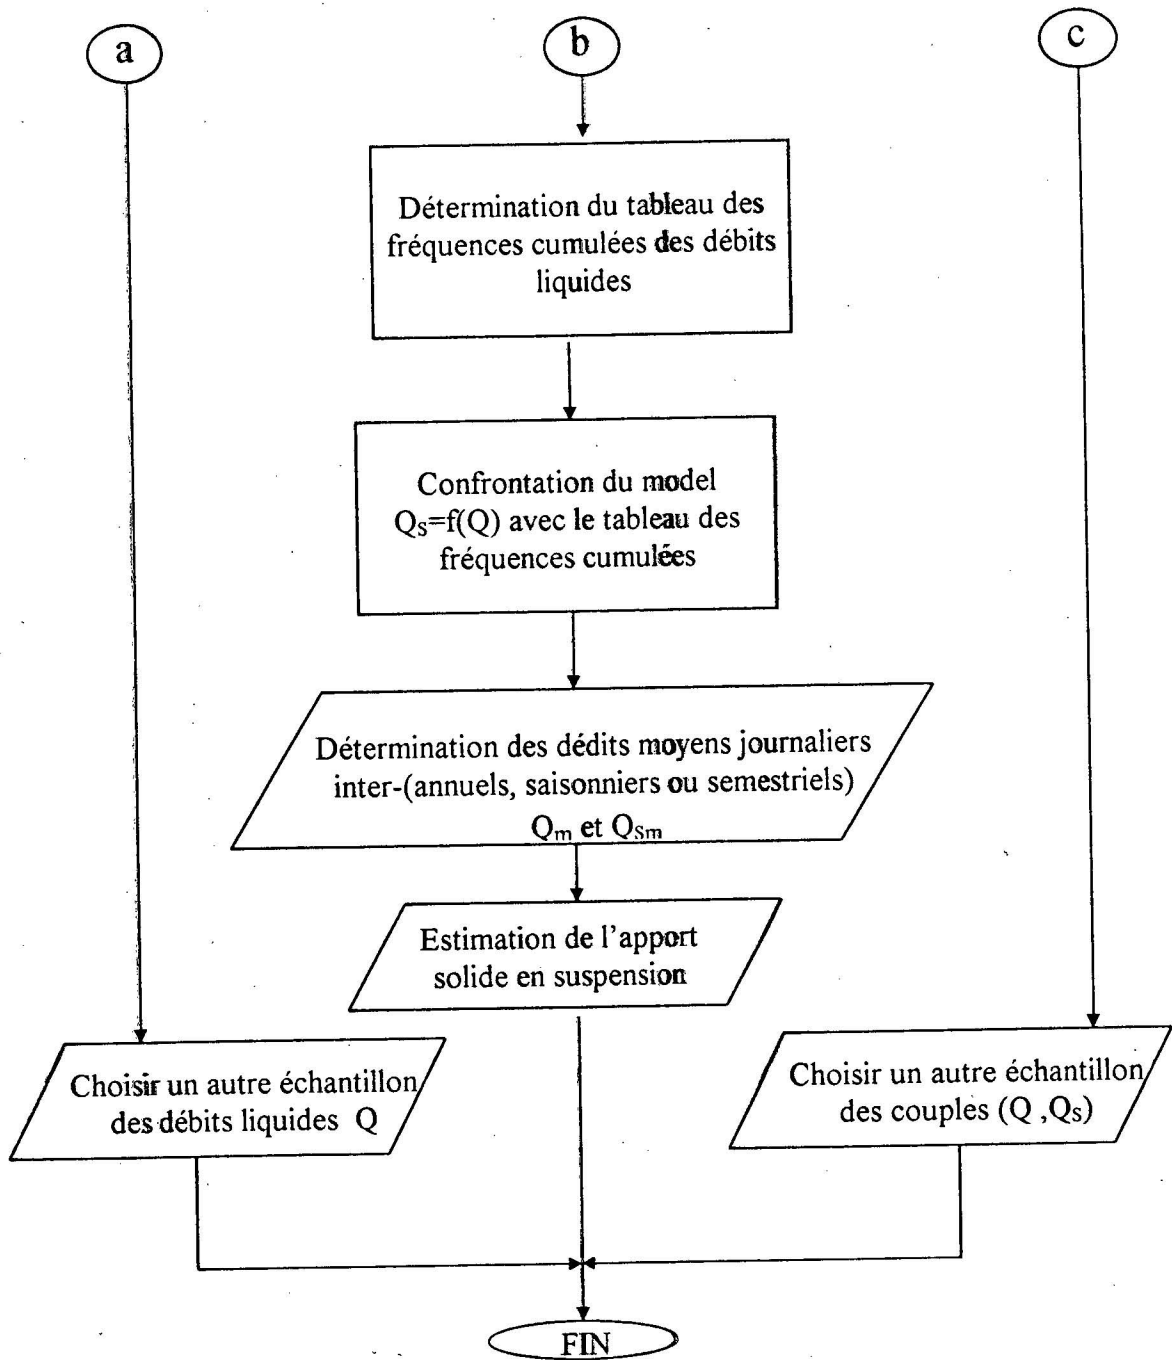 a
b
c
Détermination du tableau des
fréquences cumulées des débits
liquides
Confrontation du model
Qs=f(Q) avec le tableau des
fréquences cumulées
Détermination des dédits moyens journaliers
inter-(annuels, saisonniers ou semestriels)
Qm et QSm
Estimation de l'apport
solide en suspension
Choisir un autre échantillon
des débits liquides Q
Choisir un autre échantillon
des couples (Q ,Qs)
FIN